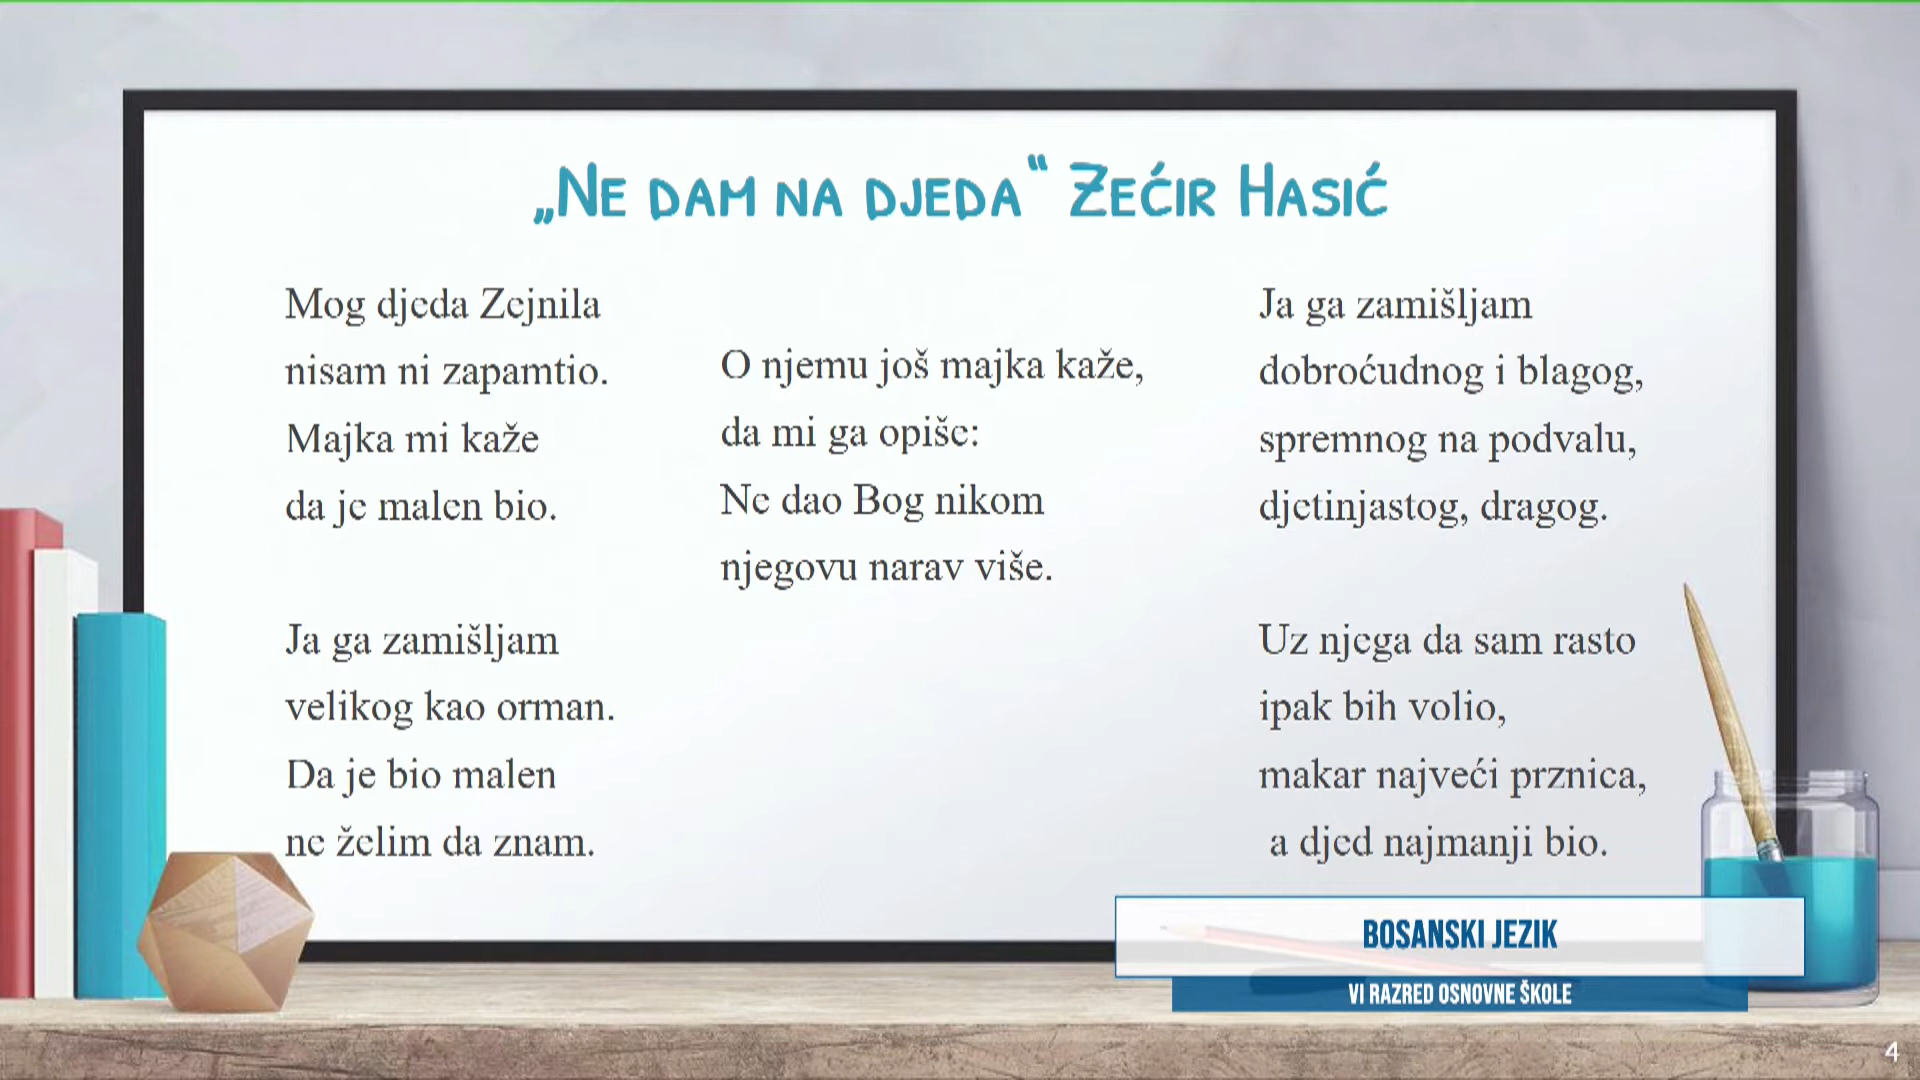 „Ne dam na djeda“ Zećir Hasić
Mog djeda Zejnila
nisam ni zapamtio.
Majka mi kaže
da je malen bio.
Ja ga zamišljam
velikog kao orman.
Da je bio malen
ne želim da znam.
O njemu još majka kaže,
da mi ga opiše:
Ne dao Bog nikom
njegovu narav više.
Ja ga zamišljam
dobroćudnog i blagog,
spremnog na podvalu,
djetinjastog, dragog.
Uz njega da sam rasto
ipak bih volio,
makar najveći prznica,
a djed najmanji bio.
BOSANSKI JEZIK
VI RAZRED OSNOVNE ŠKOLE
4